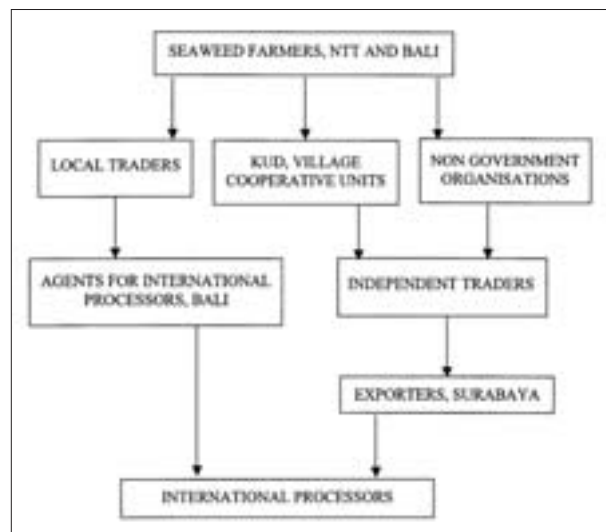 SEAWEED FARMERS, NTT AND BALI
LOCAL TRADERS
KUD, VILLAGE
COOPERATIVE UNITS
NON GOVERNMENT
ORGANISATIONS
AGENTS FOR INTERNATIONAL
PROCESSORS, BALI
INDEPENDENT TRADERS
EXPORTERS, SURABAYA
INTERNATIONAL PROCESSORS